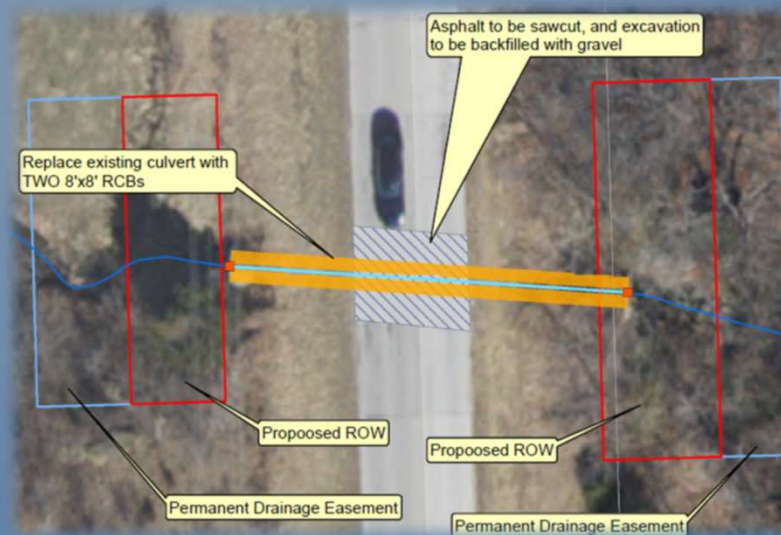 Asphalt to be sawcut, and excavation
to be backfilled with gravel
Replace existing culvert with
TWO 8'x8' RCBs
Propoosed ROW
Propoosed ROW
Permanent Drainage Easement
Permanent Drainage Easement